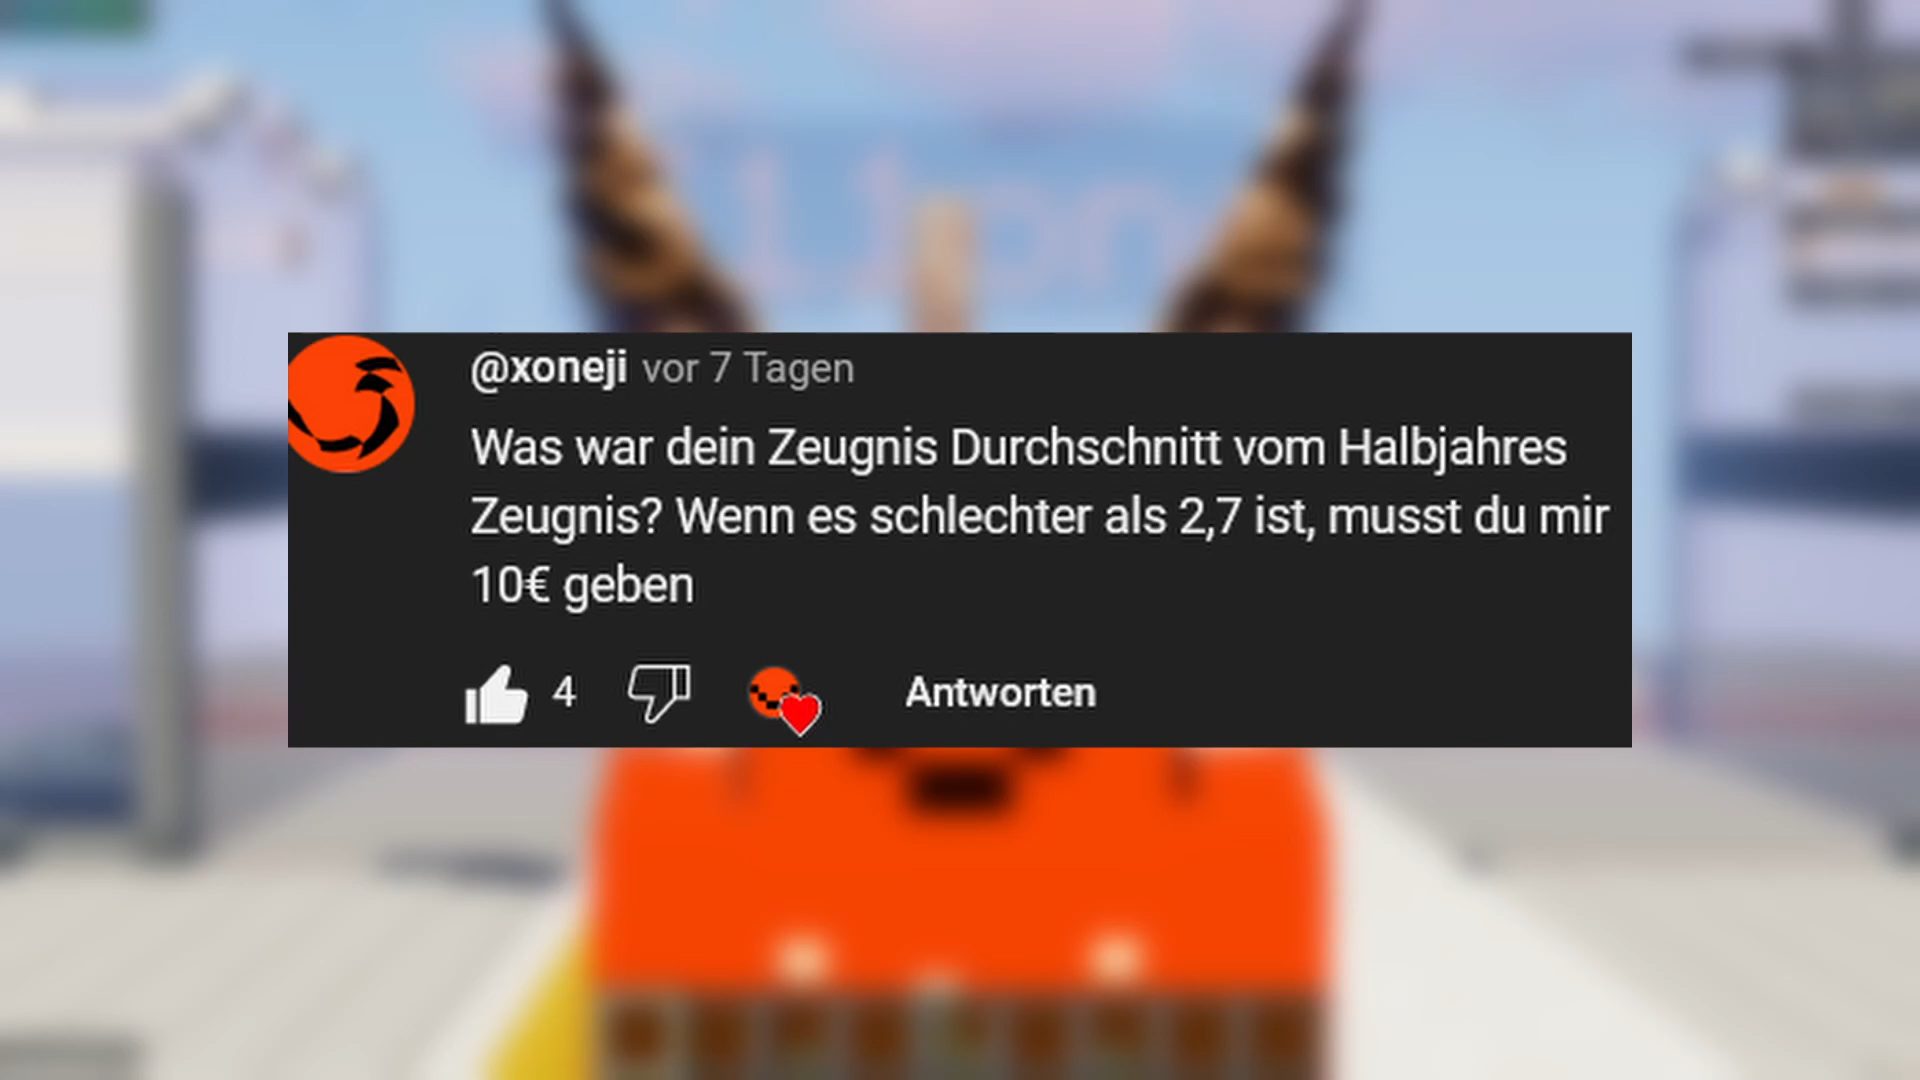 @xoneji vor 7 Tagen
Was war dein Zeugnis Durchschnitt vom Halbjahres
Zeugnis? Wenn es schlechter als 2,7 ist, musst du mir
10€ geben
4
Antworten